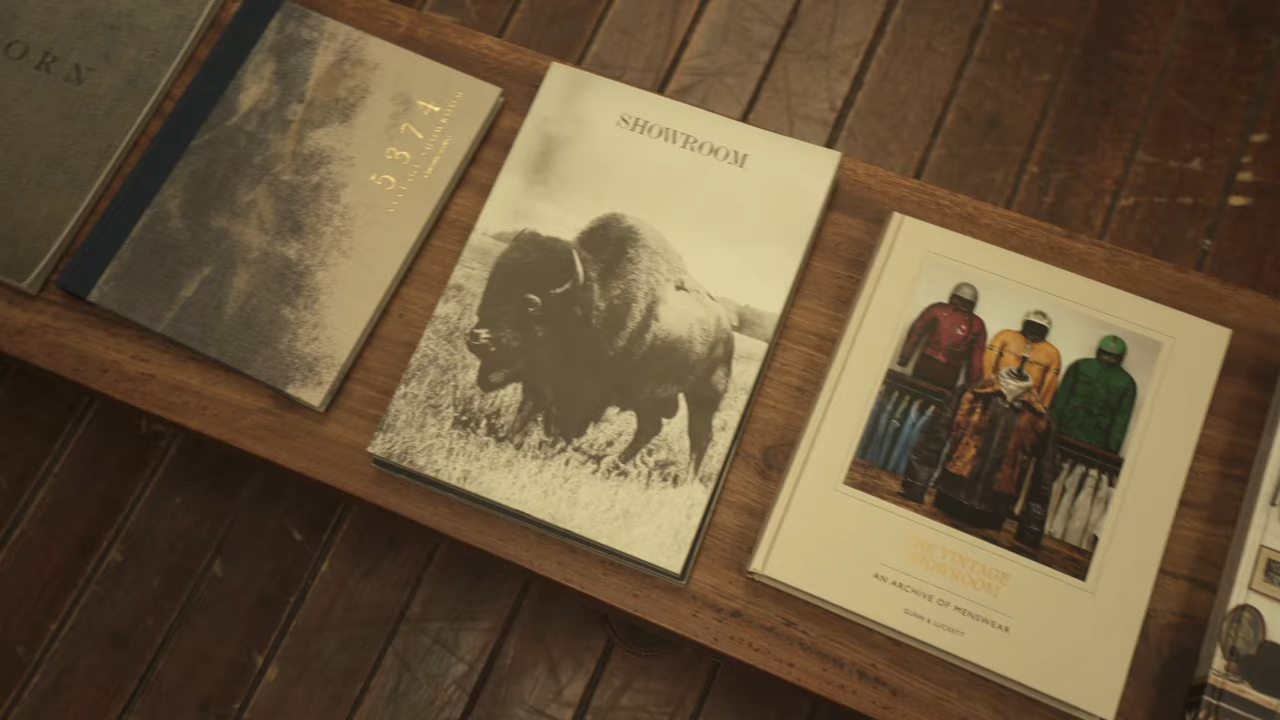 ORN
5374
SHOWROOM
THE VINTAGE
SHOWROOM
AN ARCHIVE OF MENSWEAR
GUNN & LUCKETT